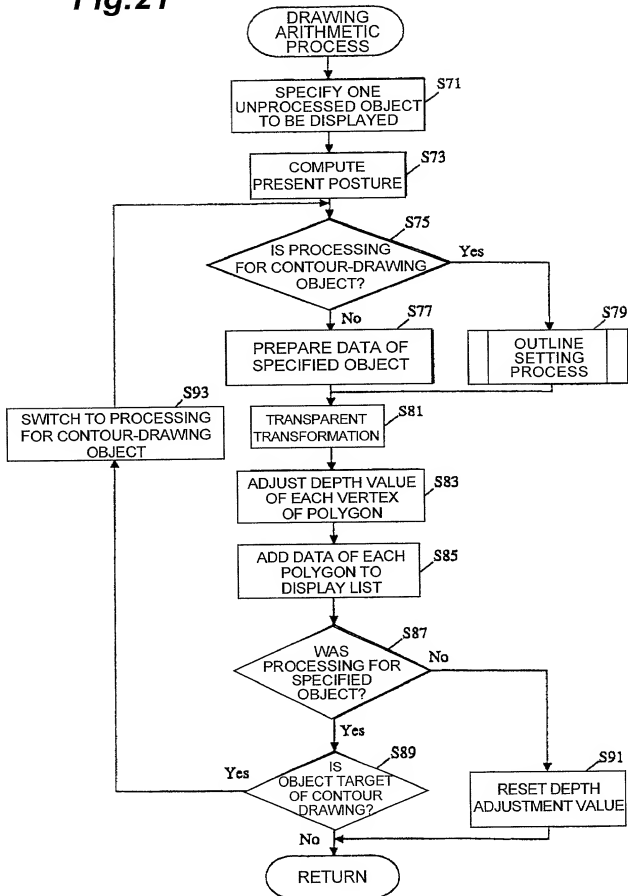 Fig.21
DRAWING
ARITHMETIC
PROCESS
S71
SPECIFY ONE
UNPROCESSED OBJECT
TO BE DISPLAYED
S73
COMPUTE
PRESENT POSTURE
S75
IS PROCESSING
FOR CONTOUR-DRAWING
OBJECT?
Yes
No
S77
PREPARE DATA OF
SPECIFIED OBJECT
S79
OUTLINE
SETTING
PROCESS
S93
SWITCH TO PROCESSING
FOR CONTOUR-DRAWING
OBJECT
S81
TRANSPARENT
TRANSFORMATION
S83
ADJUST DEPTH VALUE
OF EACH VERTEX
OF POLYGON
S85
ADD DATA OF EACH
POLYGON TO
DISPLAY LIST
S87
WAS
PROCESSING FOR
SPECIFIED
OBJECT?
No
Yes
S89
IS
OBJECT TARGET
OF CONTOUR
DRAWING?
Yes
No
S91
RESET DEPTH
ADJUSTMENT VALUE
RETURN